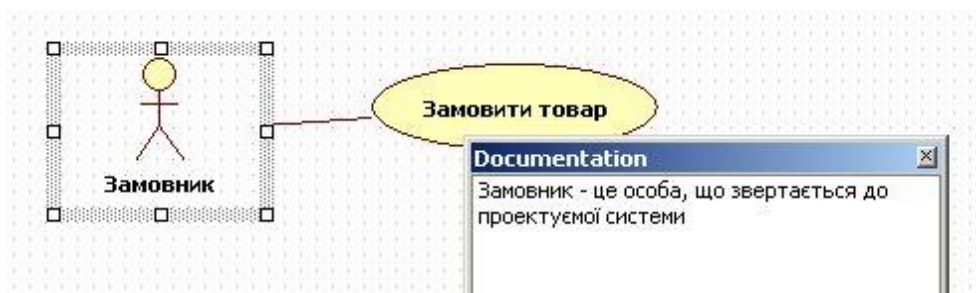 Замовити товар
Замовник
Documentation
Замовник - це особа, що звертається до
проектуємої системи